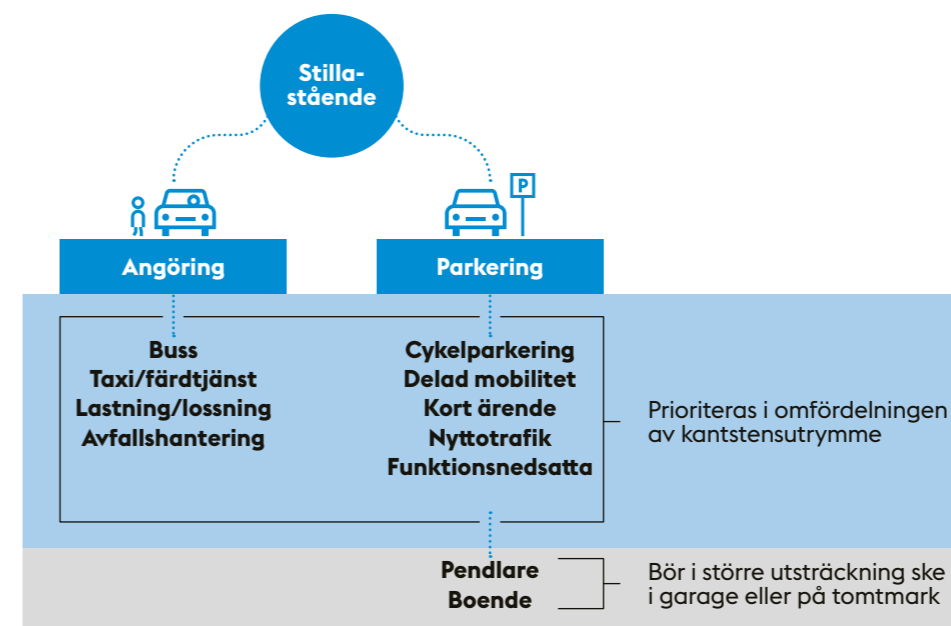 Stilla-
stående
P
Angöring
Parkering
Buss
Taxi/färdtjänst
Lastning/lossning
Avfallshantering
Cykelparkering
Delad mobilitet
Kort ärende
Nyttotrafik
Funktionsnedsatta
Prioriteras i omfördelningen
av kantstensutrymme
Pendlare
Boende
Bör i större utsträckning ske
i garage eller på tomtmark